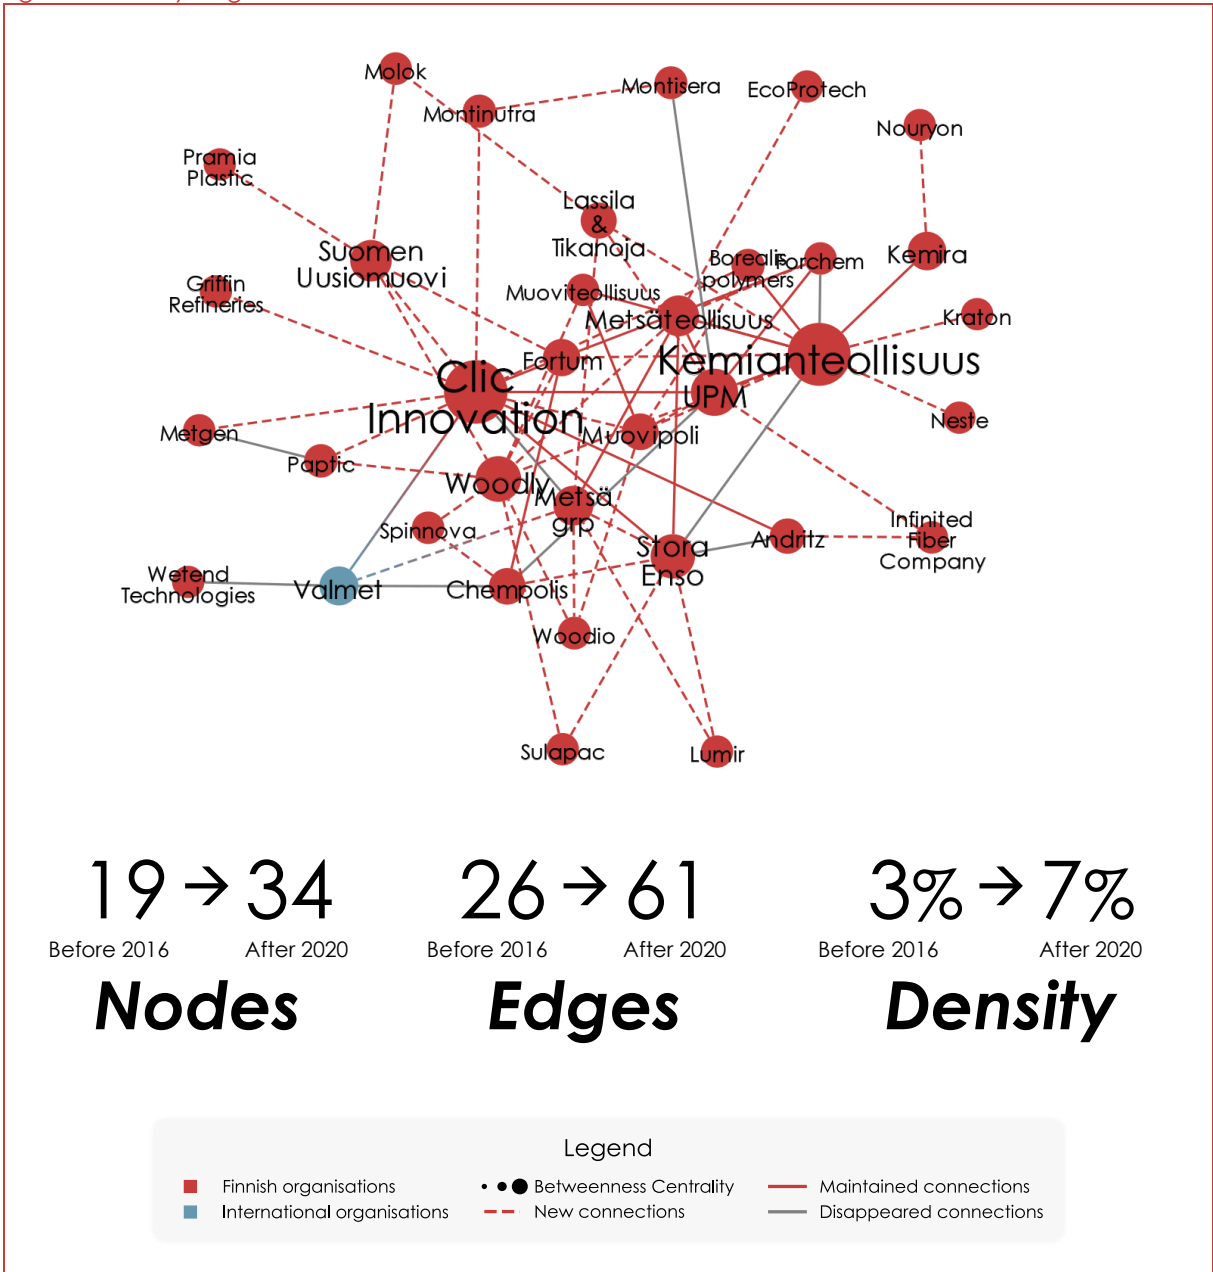 Molok
Montisera
EcoProtech
Montinutra
Nouryon
Pramia
Plastic
Lassila
&
Tikanoja
Suomen
Uusiomuovi
Borealis
polymers
Forchem
Kemira
Griffin
Refineries
Muoviteollisuus
Metsäteollisuus
Kraton
Fortum
Kemianteollisuus
Clic
Innovation
UPM
Neste
Metgen
Muovipoli
Paptic
Woodly
Metsä
grp
Spinnova
Stora
Enso
Andritz
Infinited
Fiber
Company
Wetend
Technologies
Valmet
Chempolis
Woodio
Sulapac
Lumir
19 → 34
Before 2016 After 2020
Nodes
26 → 61
Before 2016 After 2020
Edges
3% → 7%
Before 2016 After 2020
Density
Legend
Finnish organisations
Betweenness Centrality
Maintained connections
International organisations
New connections
Disappeared connections